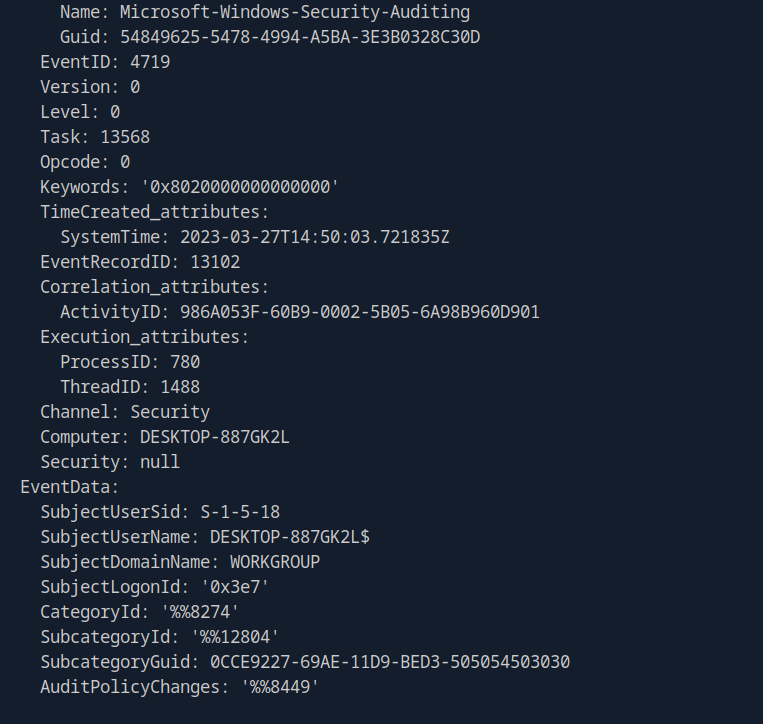 Name: Microsoft-Windows-Security-Auditing
Guid: 54849625-5478-4994-A5BA-3E3B0328C30D
EventID: 4719
Version: 0
Level: 0
Task: 13568
Opcode: 0
Keywords: '0x8020000000000000'
TimeCreated_attributes:
SystemTime: 2023-03-27T14:50:03.721835Z
EventRecordID: 13102
Correlation_attributes:
ActivityID: 986A053F-60B9-0002-5B05-6A98B960D901
Execution_attributes:
ProcessID: 780
ThreadID: 1488
Channel: Security
Computer: DESKTOP-887GK2L
Security: null
EventData:
SubjectUserSid: S-1-5-18
SubjectUserName: DESKTOP-887GK2L$
SubjectDomainName: WORKGROUP
SubjectLogonId: '0x3e7'
CategoryId: '%%8274'
SubcategoryId: '%%12804'
SubcategoryGuid: 0CCE9227-69AE-11D9-BED3-505054503030
AuditPolicyChanges: '%%8449'